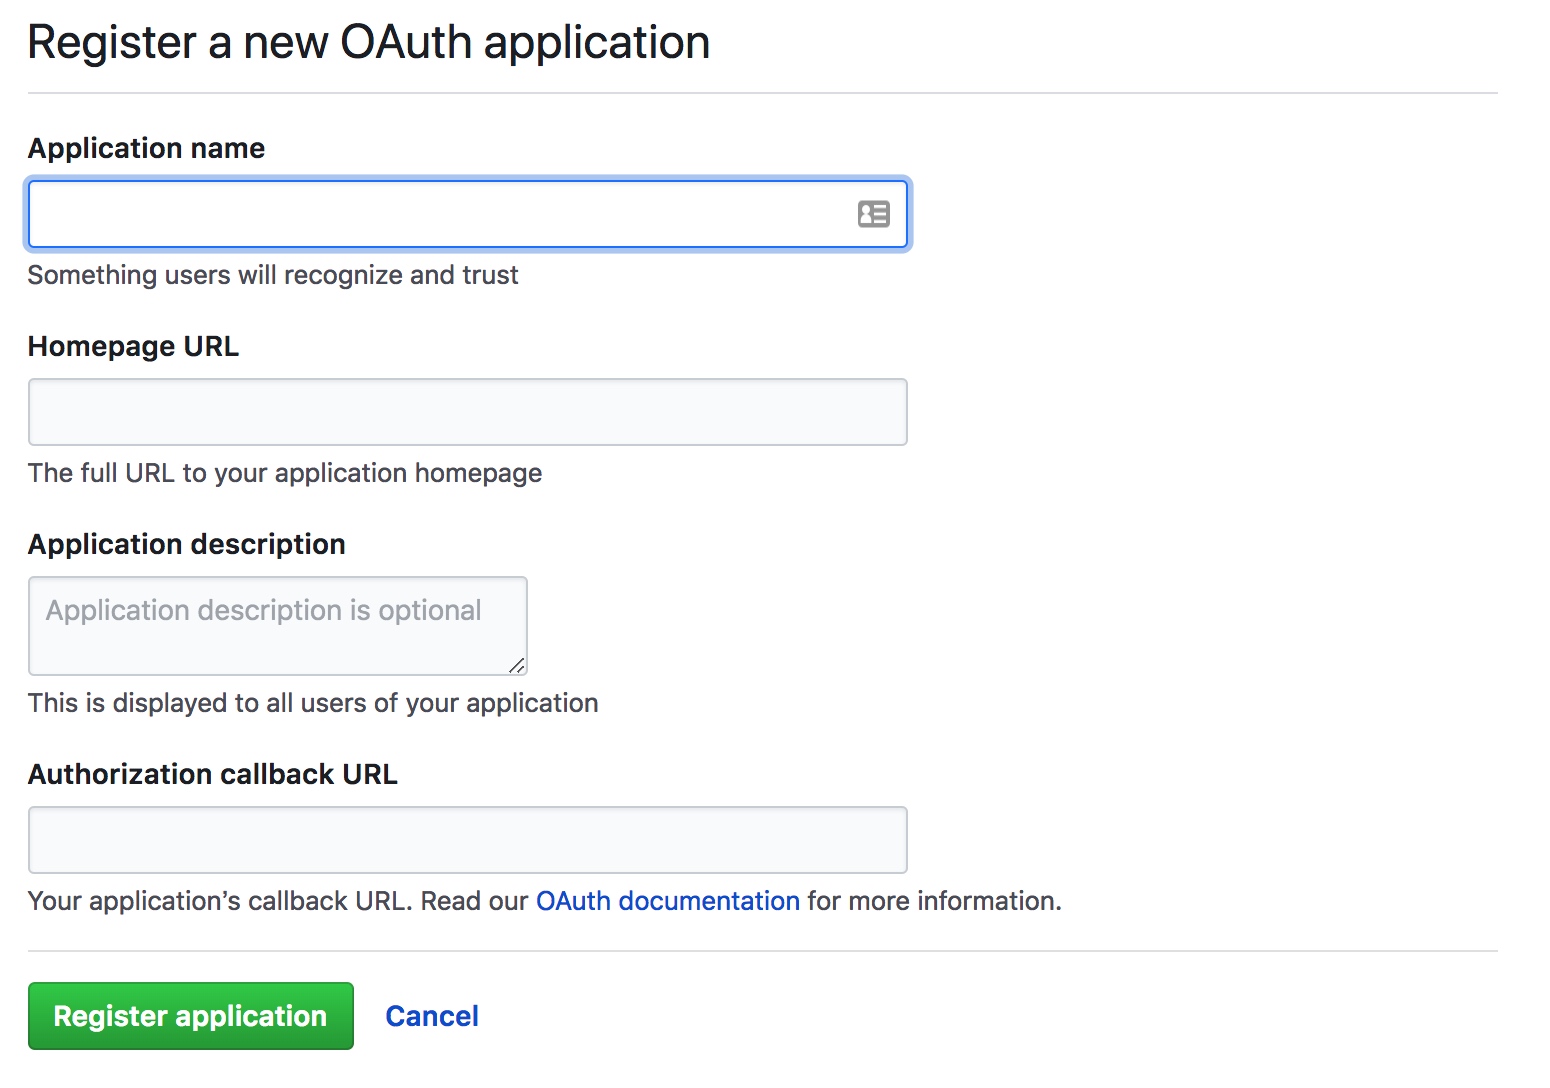 Register a new OAuth application
Application name
Something users will recognize and trust
Homepage URL
The full URL to your application homepage
Application description
Application description is optional
This is displayed to all users of your application
Authorization callback URL
Your application’s callback URL. Read our OAuth documentation for more information.
Register application Cancel